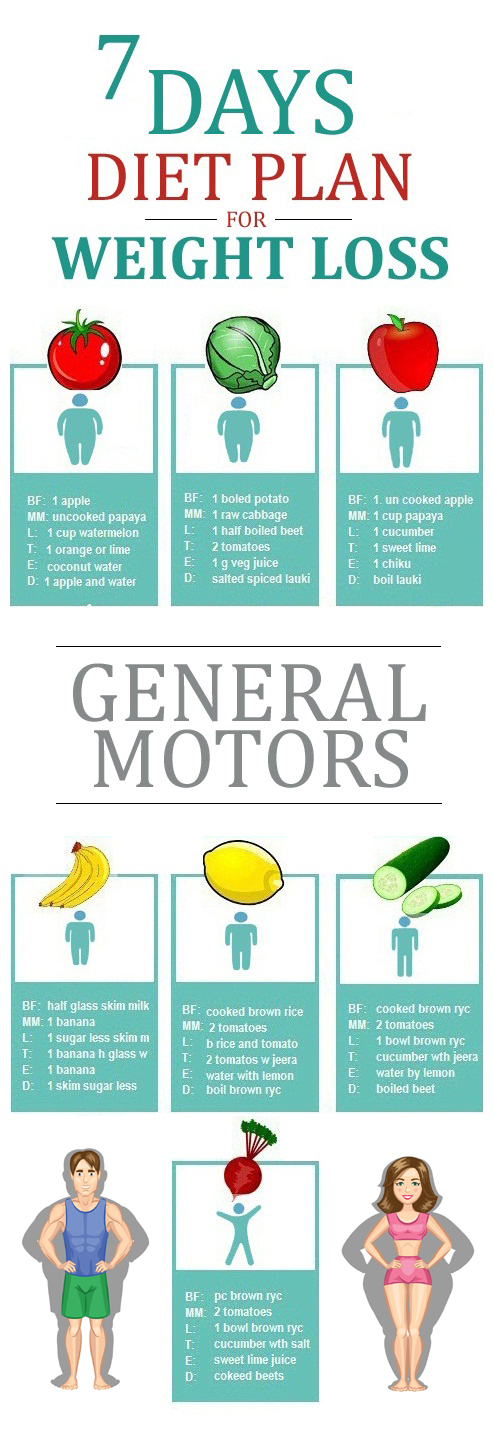 7 DAYS
DIET PLAN
FOR
WEIGHT LOSS
BF: 1 apple
MM: uncooked papaya
L: 1 cup watermelon
T: 1 orange or lime
E: coconut water
D: 1 apple and water
BF: 1 boled potato
MM: 1 raw cabbage
L: 1 half boiled beet
T: 2 tomatoes
E: 1 g veg juice
D: salted spiced lauki
BF: 1. un cooked apple
MM: 1 cup papaya
L: 1 cucumber
T: 1 sweet lime
E: 1 chiku
D: boil lauki
GENERAL
MOTORS
BF: half glass skim milk
MM: 1 banana
L: 1 sugar less skim m
T: 1 banana h glass w
E: 1 banana
D: 1 skim sugar less
BF: cooked brown rice
MM: 2 tomatoes
L: b rice and tomato
T: 2 tomatos w jeera
E: water with lemon
D: boil brown ryc
BF: cooked brown ryc
MM: 2 tomatoes
L: 1 bowl brown ryc
T: cucumber wth jeera
E: water by lemon
D: boiled beet
BF: pc brown ryc
MM: 2 tomatoes
L: 1 bowl brown ryc
T: cucumber wth salt
E: sweet lime juice
D: cokeed beets